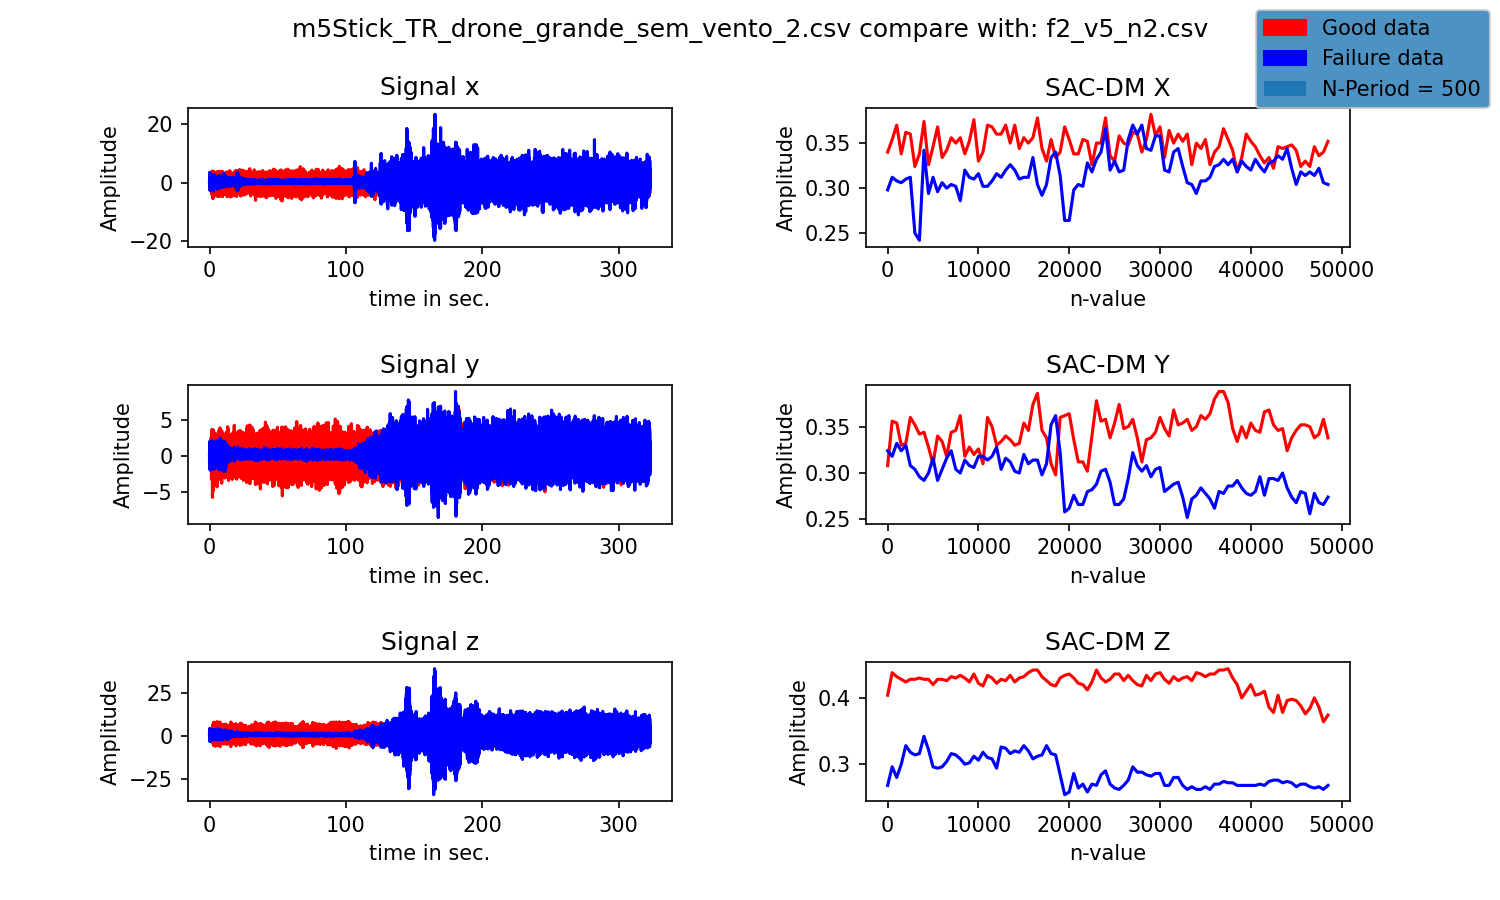 m5Stick_TR_drone_grande_sem_vento_2.csv compare with: f2_v5_n2.csv
Good data
Failure data
N-Period = 500
Signal x
Amplitude
20
0
−20
0 100 200 300
time in sec.
SAC-DM X
Amplitude
0.35
0.30
0.25
0 10000 20000 30000 40000 50000
n-value
Signal y
Amplitude
5
0
−5
0 100 200 300
time in sec.
SAC-DM Y
Amplitude
0.35
0.30
0.25
0 10000 20000 30000 40000 50000
n-value
Signal z
Amplitude
25
0
−25
0 100 200 300
time in sec.
SAC-DM Z
Amplitude
0.4
0.3
0 10000 20000 30000 40000 50000
n-value